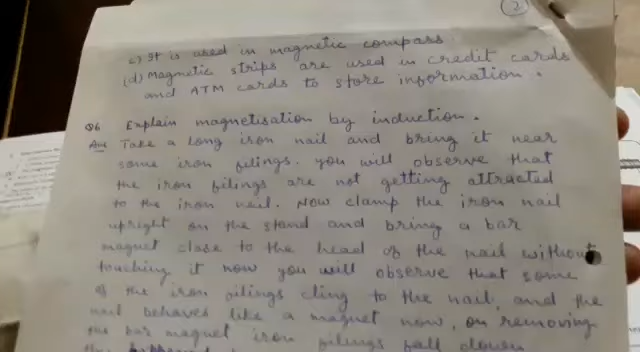 2
c) It is used in magnetic compass.
(d) Magnetic strips are used in credit cards
and ATM cards to store information.
Q6 Explain magnetisation by induction.
Ans Take a long iron nail and bring it near
some iron filings. you will observe that
the iron filings are not getting attracted
to the iron nail. Now clamp the iron nail
upright on the stand and bring a bar
magnet close to the head of the nail without
touching it now you will observe that some
of the iron filings cling to the nail, and the
nail behaves like a magnet now, on removing
the bar magnet iron filings fall down